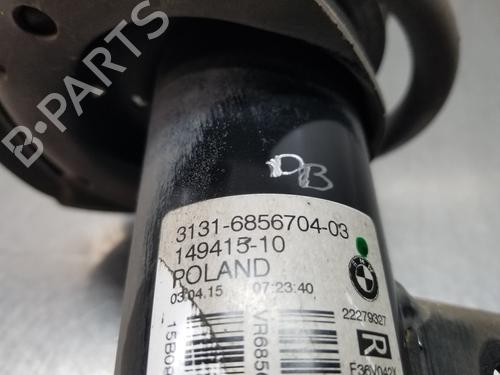 B-PARTS
DB
3131-6856704-03
149415-10
POLAND
03.04.15 07:23:40
22279327
R